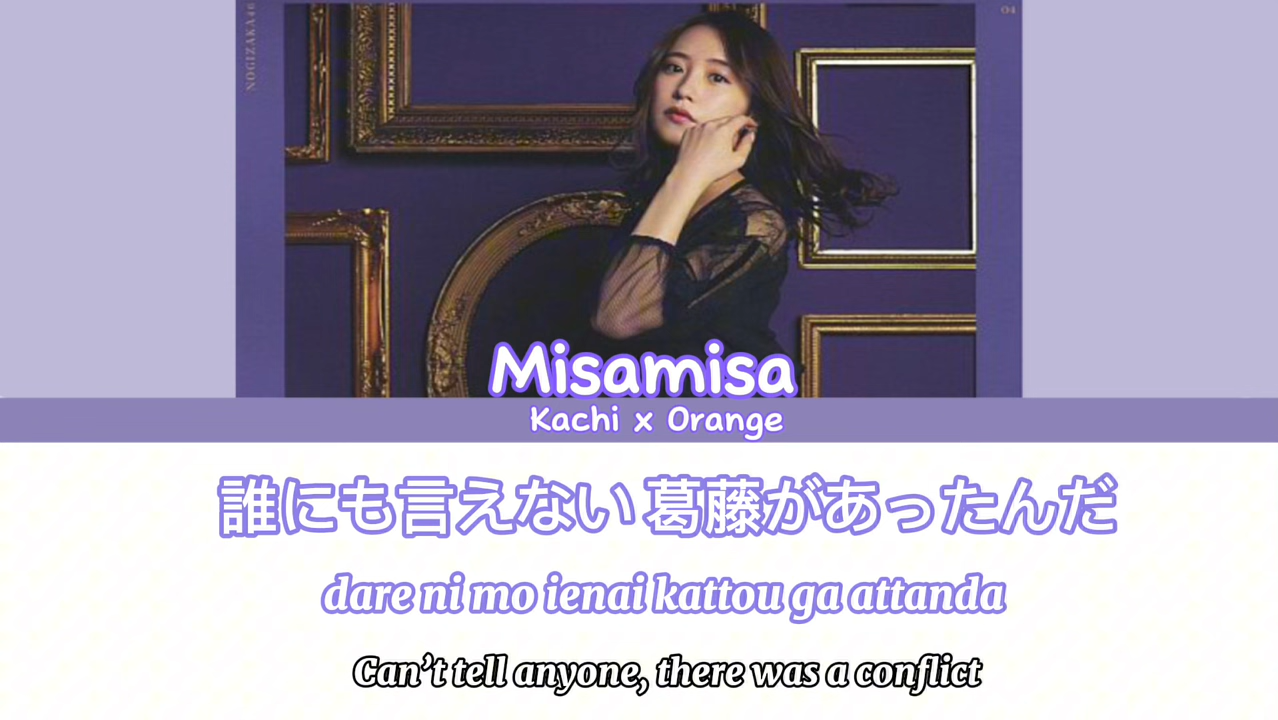 NOGIZAKA46
04
Misamisa
Kachi x Orange
誰にも言えない 葛藤があったんだ
dare ni mo ienai kattou ga attanda
Can't tell anyone, there was a conflict